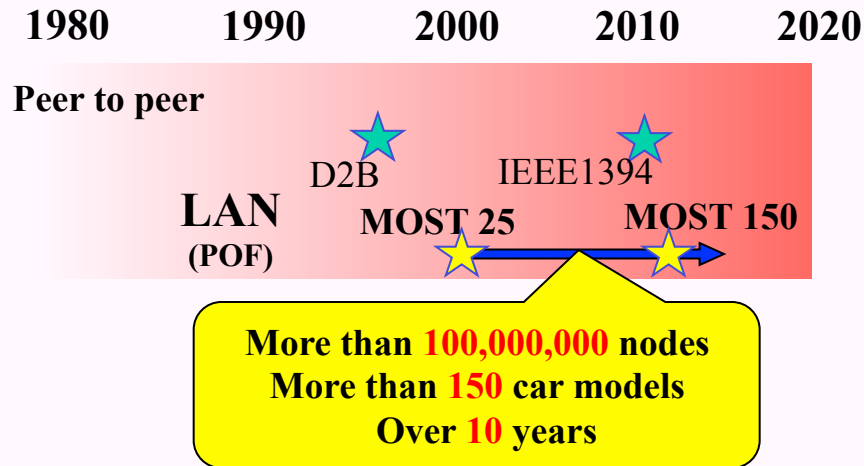 1980 1990 2000 2010 2020
Peer to peer
D2B IEEE1394
LAN MOST 25 MOST 150
(POF)
More than 100,000,000 nodes
More than 150 car models
Over 10 years